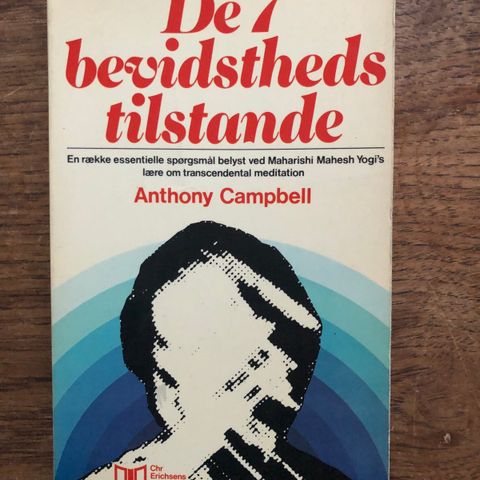 De 7
bevidstheds
tilstande
En række essentielle spørgsmål belyst ved Maharishi Mahesh Yogi's
lære om transcendental meditation
Anthony Campbell
Chr
Erichsens